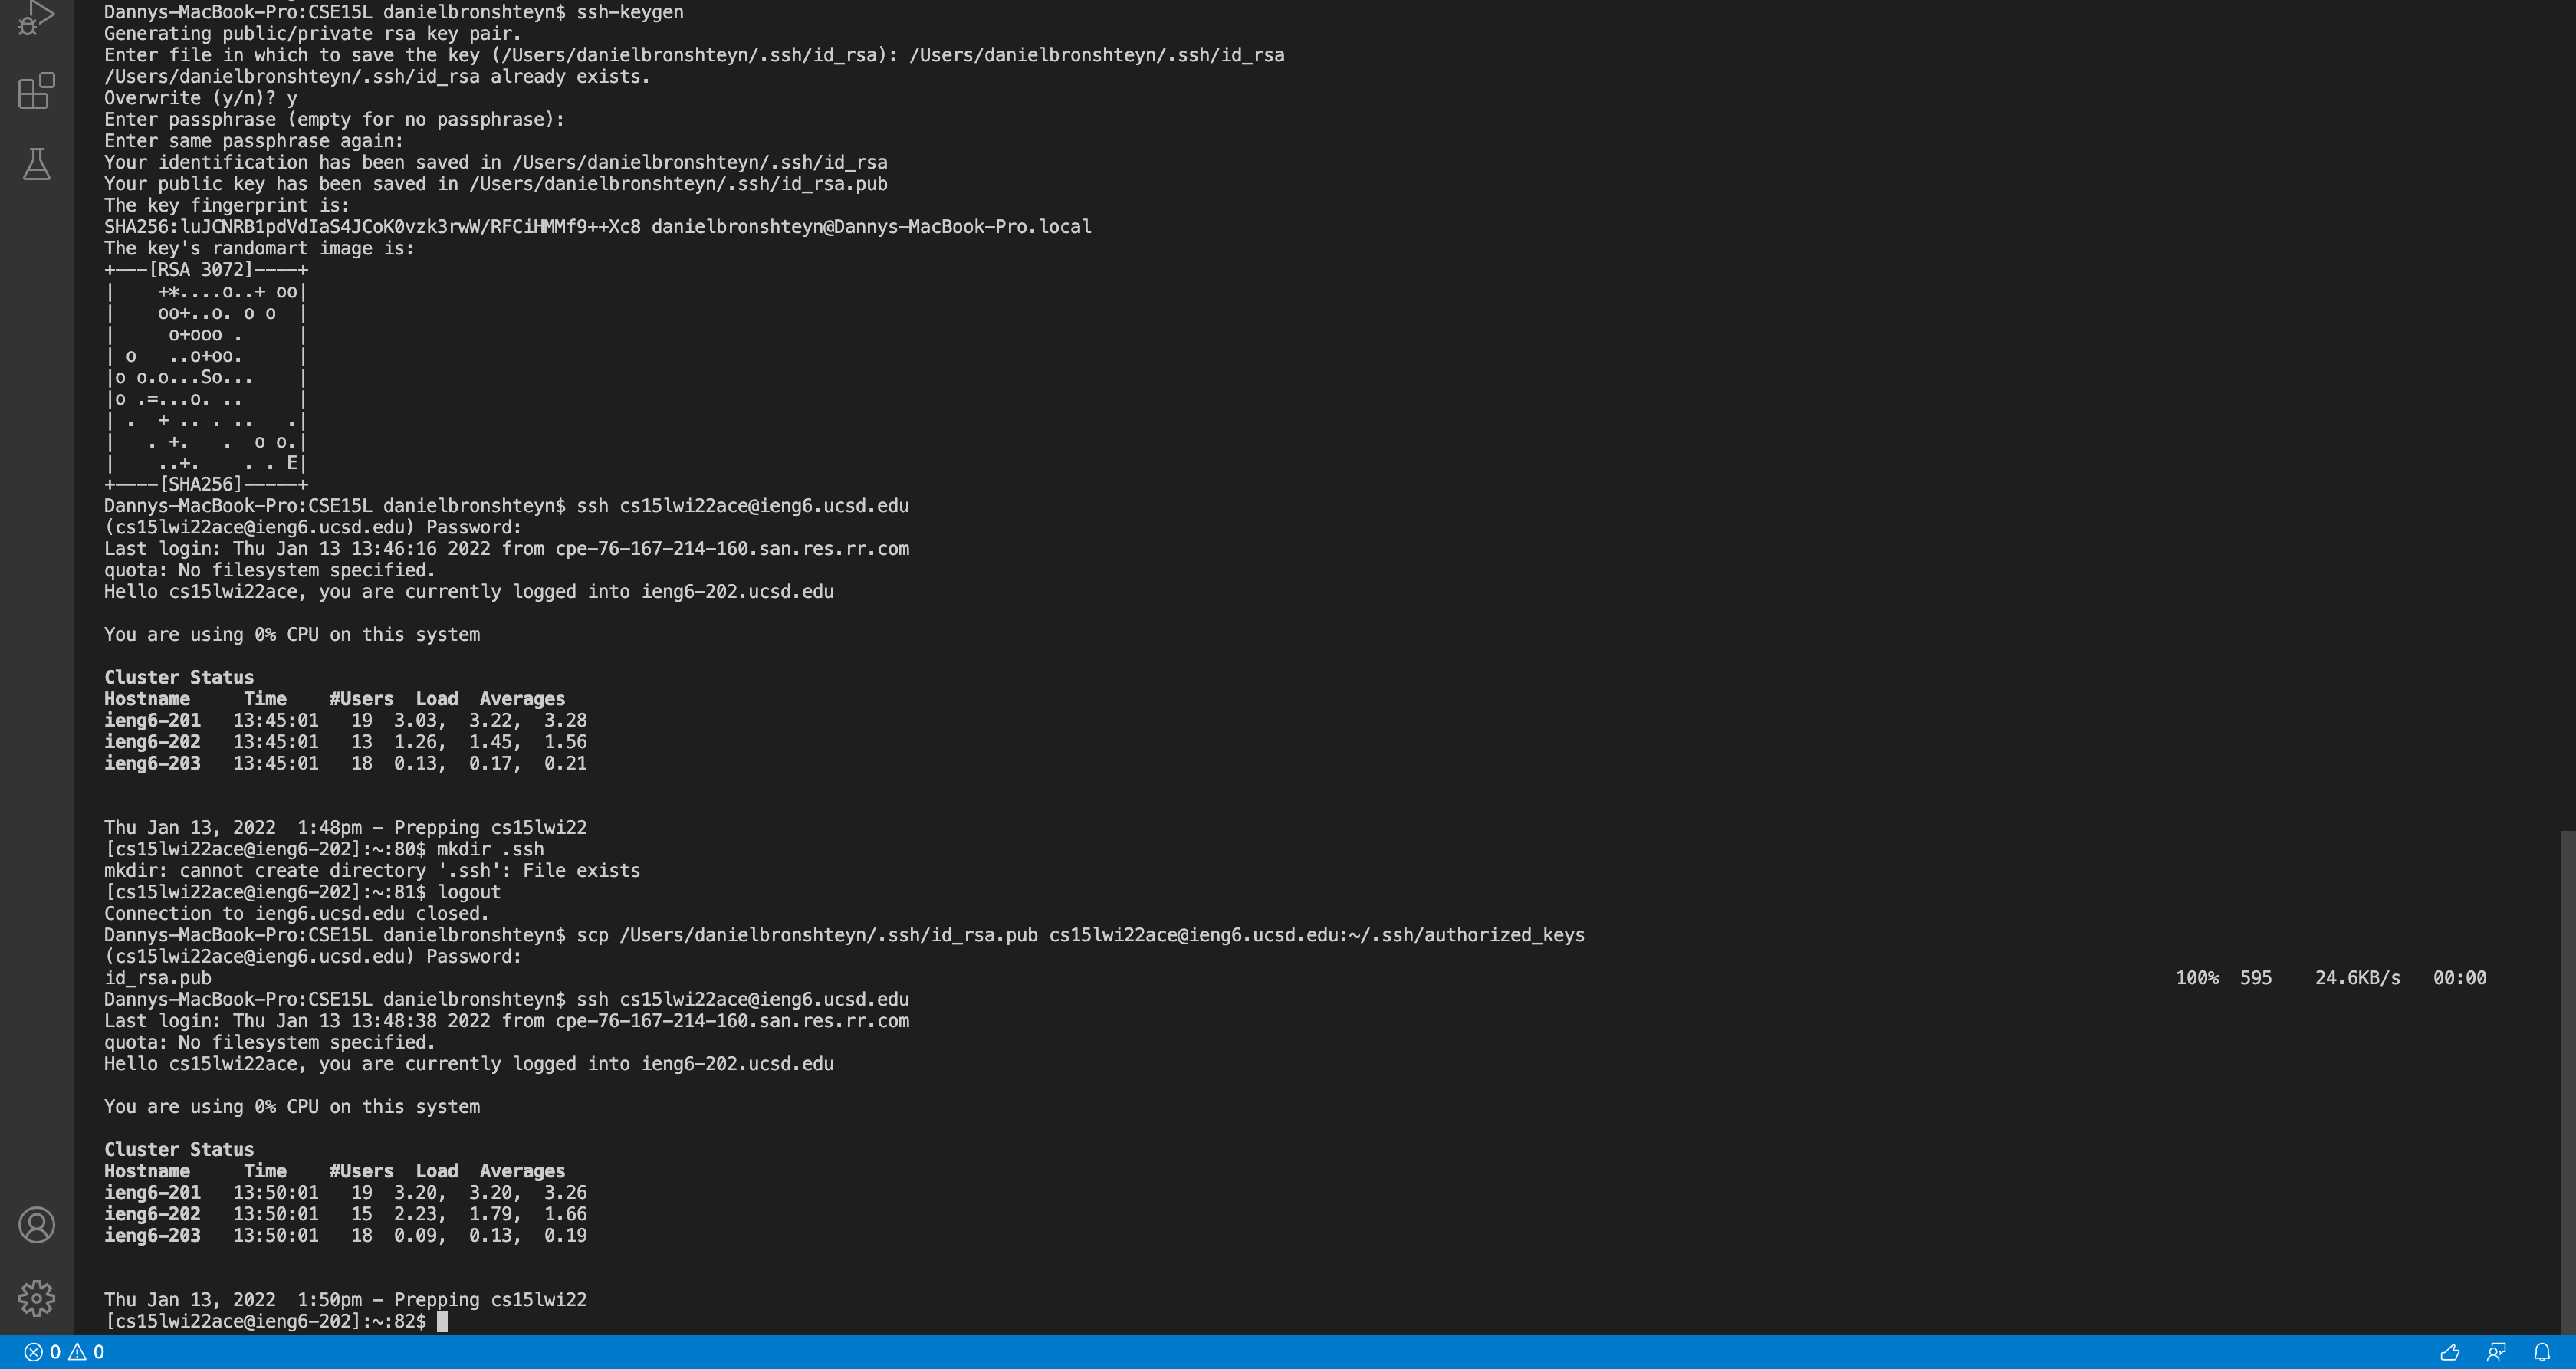 Dannys-MacBook-Pro:CSE15L danielbronshteyn$ ssh-keygen
Generating public/private rsa key pair.
Enter file in which to save the key (/Users/danielbronshteyn/.ssh/id_rsa): /Users/danielbronshteyn/.ssh/id_rsa
/Users/danielbronshteyn/.ssh/id_rsa already exists.
Overwrite (y/n)? y
Enter passphrase (empty for no passphrase):
Enter same passphrase again:
Your identification has been saved in /Users/danielbronshteyn/.ssh/id_rsa
Your public key has been saved in /Users/danielbronshteyn/.ssh/id_rsa.pub
The key fingerprint is:
SHA256:luJCNRB1pdVdIaS4JCoK0vzk3rwW/RFCiHMMf9++Xc8 danielbronshteyn@Dannys-MacBook-Pro.local
The key's randomart image is:
+---[RSA 3072]----+
|    +*....o..+ oo|
|    oo+..o. o o  |
|     o+ooo .     |
| o   ..o+oo.     |
|o o.o...So...    |
|o .=...o. ..     |
| .  + .. . ..   .|
|   . +.   .  o o.|
|    ..+.    . . E|
+----[SHA256]-----+
Dannys-MacBook-Pro:CSE15L danielbronshteyn$ ssh cs15lwi22ace@ieng6.ucsd.edu
(cs15lwi22ace@ieng6.ucsd.edu) Password:
Last login: Thu Jan 13 13:46:16 2022 from cpe-76-167-214-160.san.res.rr.com
quota: No filesystem specified.
Hello cs15lwi22ace, you are currently logged into ieng6-202.ucsd.edu
You are using 0% CPU on this system
Cluster Status
Hostname     Time    #Users  Load  Averages
ieng6-201   13:45:01   19  3.03,  3.22,  3.28
ieng6-202   13:45:01   13  1.26,  1.45,  1.56
ieng6-203   13:45:01   18  0.13,  0.17,  0.21
Thu Jan 13, 2022  1:48pm - Prepping cs15lwi22
[cs15lwi22ace@ieng6-202]:~:80$ mkdir .ssh
mkdir: cannot create directory '.ssh': File exists
[cs15lwi22ace@ieng6-202]:~:81$ logout
Connection to ieng6.ucsd.edu closed.
Dannys-MacBook-Pro:CSE15L danielbronshteyn$ scp /Users/danielbronshteyn/.ssh/id_rsa.pub cs15lwi22ace@ieng6.ucsd.edu:~/.ssh/authorized_keys
(cs15lwi22ace@ieng6.ucsd.edu) Password:
id_rsa.pub 100%  595    24.6KB/s   00:00
Dannys-MacBook-Pro:CSE15L danielbronshteyn$ ssh cs15lwi22ace@ieng6.ucsd.edu
Last login: Thu Jan 13 13:48:38 2022 from cpe-76-167-214-160.san.res.rr.com
quota: No filesystem specified.
Hello cs15lwi22ace, you are currently logged into ieng6-202.ucsd.edu
You are using 0% CPU on this system
Cluster Status
Hostname     Time    #Users  Load  Averages
ieng6-201   13:50:01   19  3.20,  3.20,  3.26
ieng6-202   13:50:01   15  2.23,  1.79,  1.66
ieng6-203   13:50:01   18  0.09,  0.13,  0.19
Thu Jan 13, 2022  1:50pm - Prepping cs15lwi22
[cs15lwi22ace@ieng6-202]:~:82$
0 0